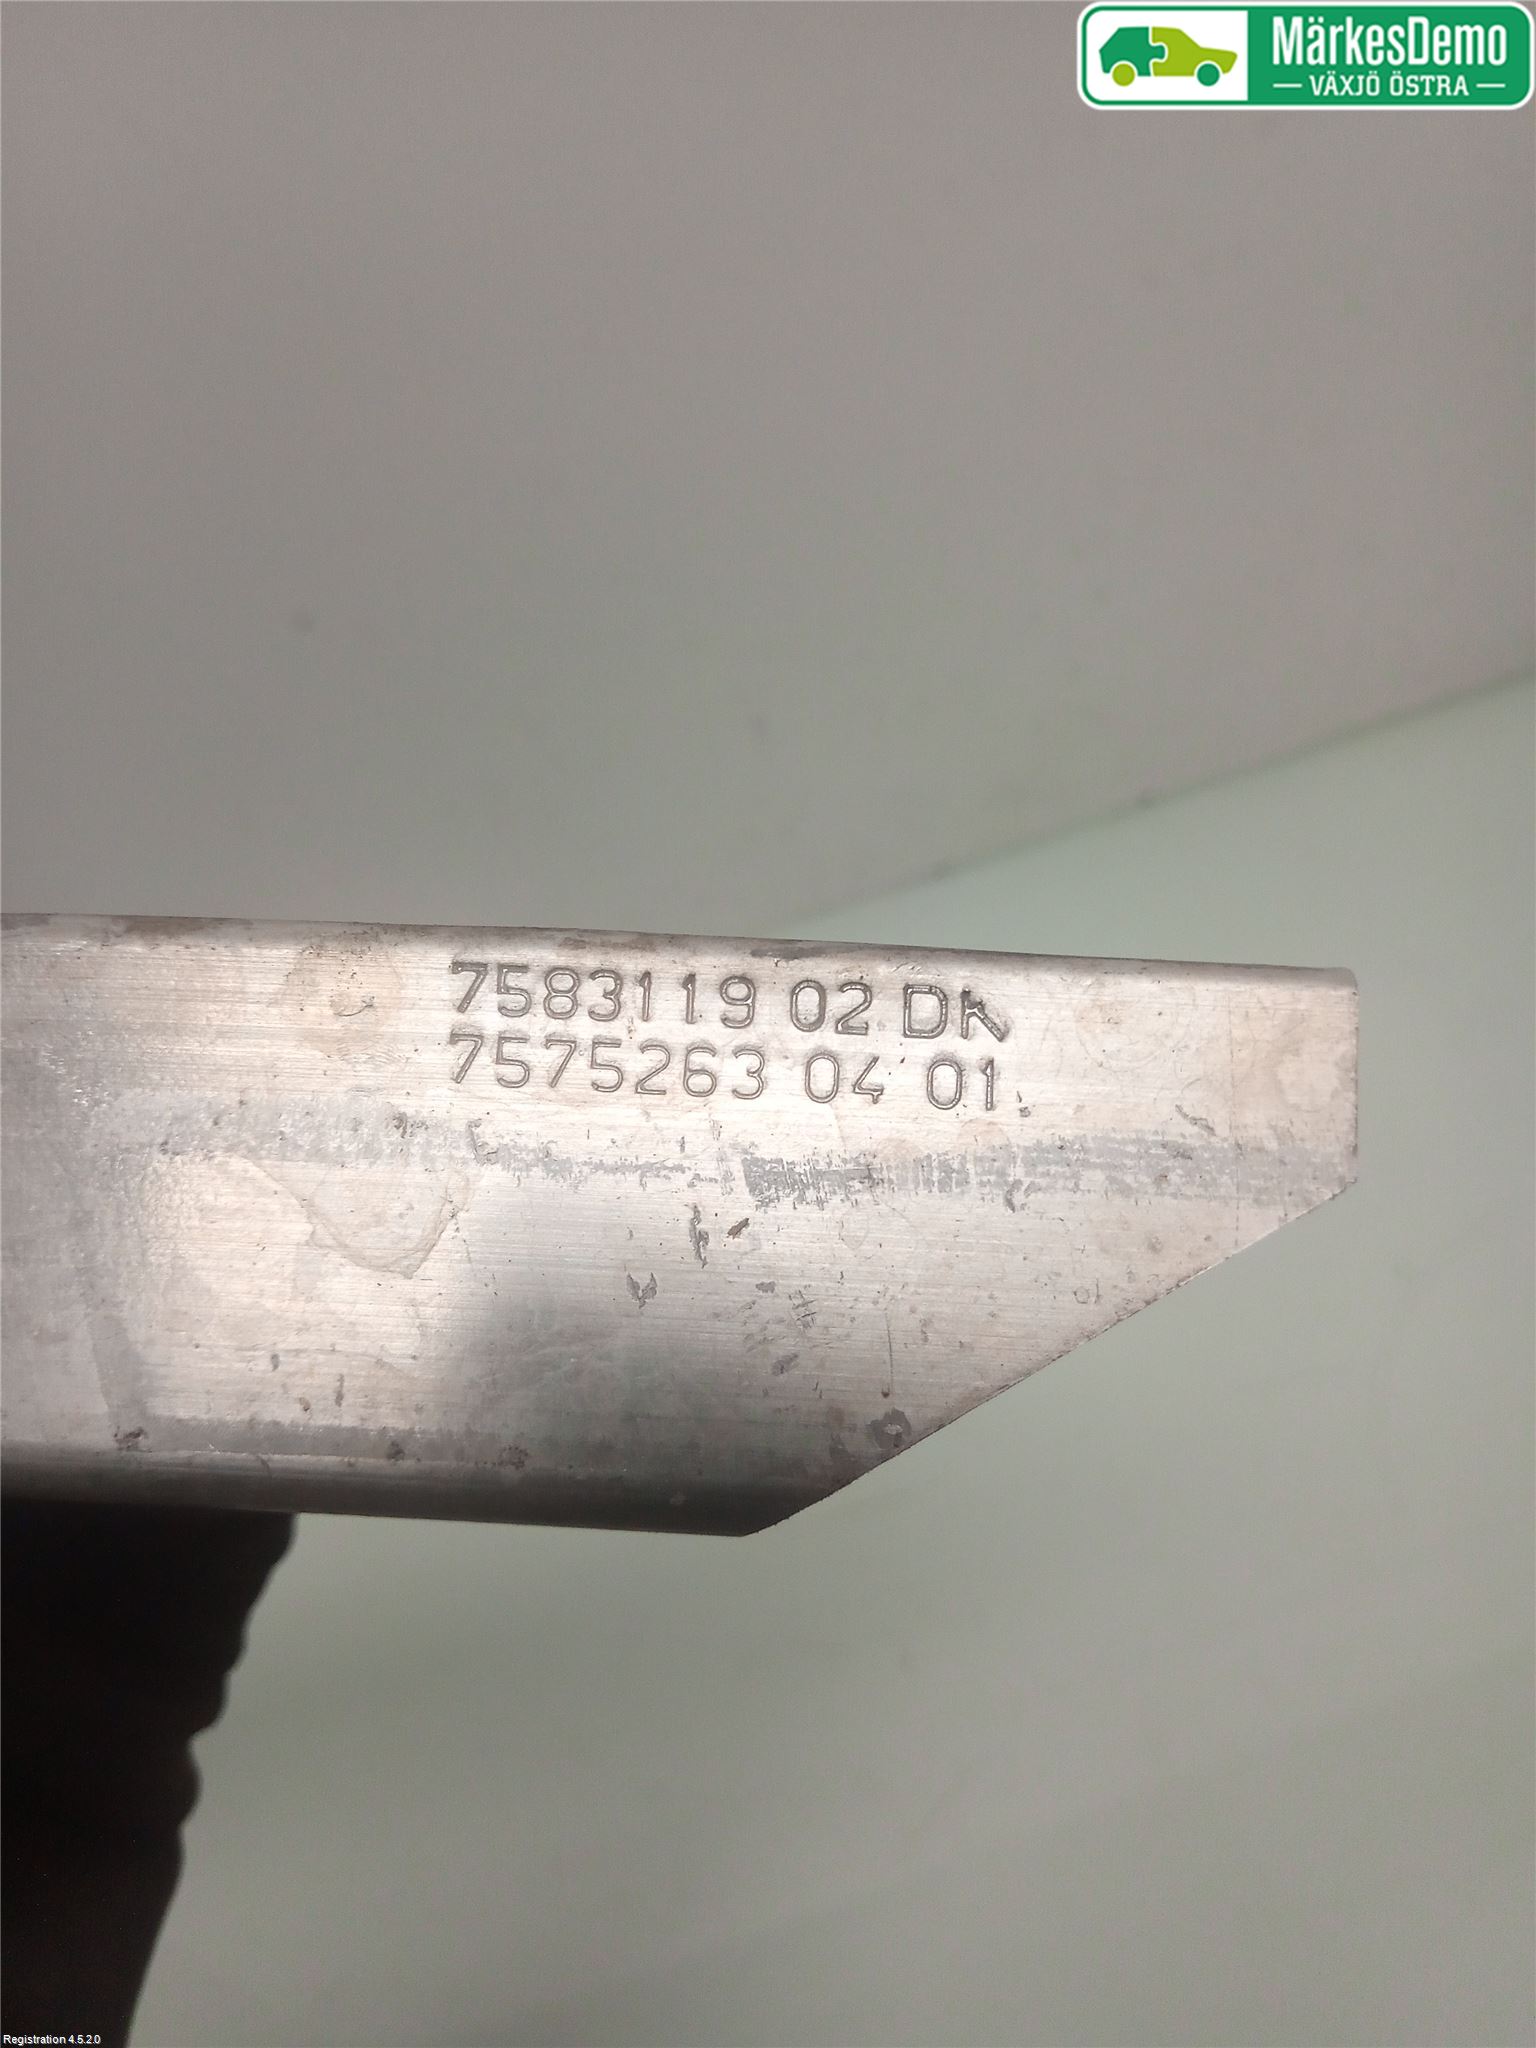 MärkesDemo
VÄXJÖ ÖSTRA
7583119 02 DK
7575263 04 01
Registration 4.5.2.0